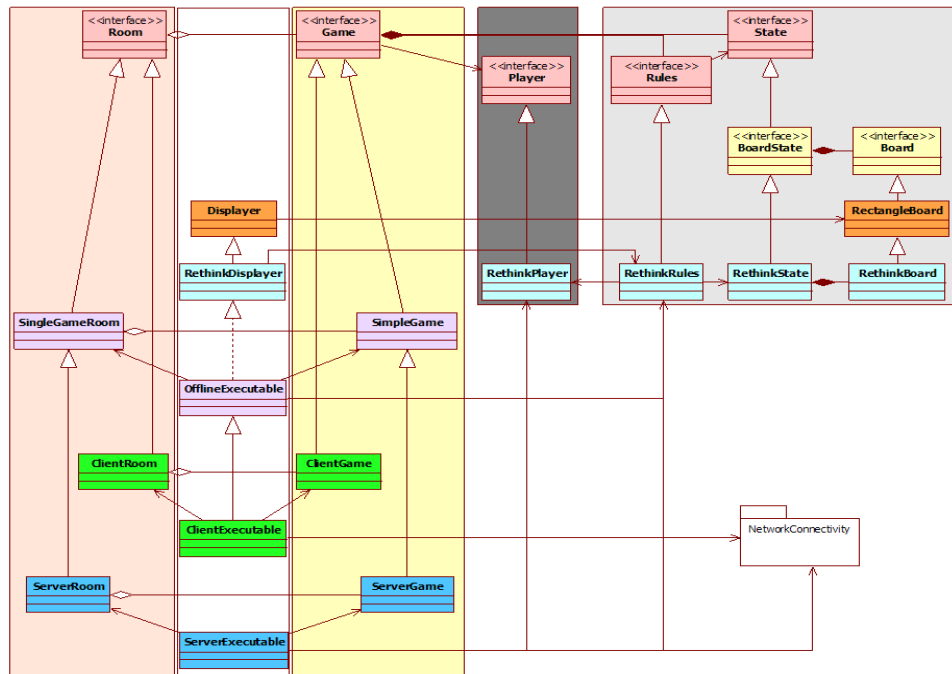 <<interface>>
Room
<<interface>>
Game
<<interface>>
State
<<interface>>
Player
<<interface>>
Rules
<<interface>>
BoardState
<<interface>>
Board
Displayer
RectangleBoard
RethinkDisplayer
RethinkPlayer
RethinkRules
RethinkState
RethinkBoard
SingleGameRoom
SimpleGame
OfflineExecutable
ClientRoom
ClientGame
ClientExecutable
NetworkConnectivity
ServerRoom
ServerGame
ServerExecutable